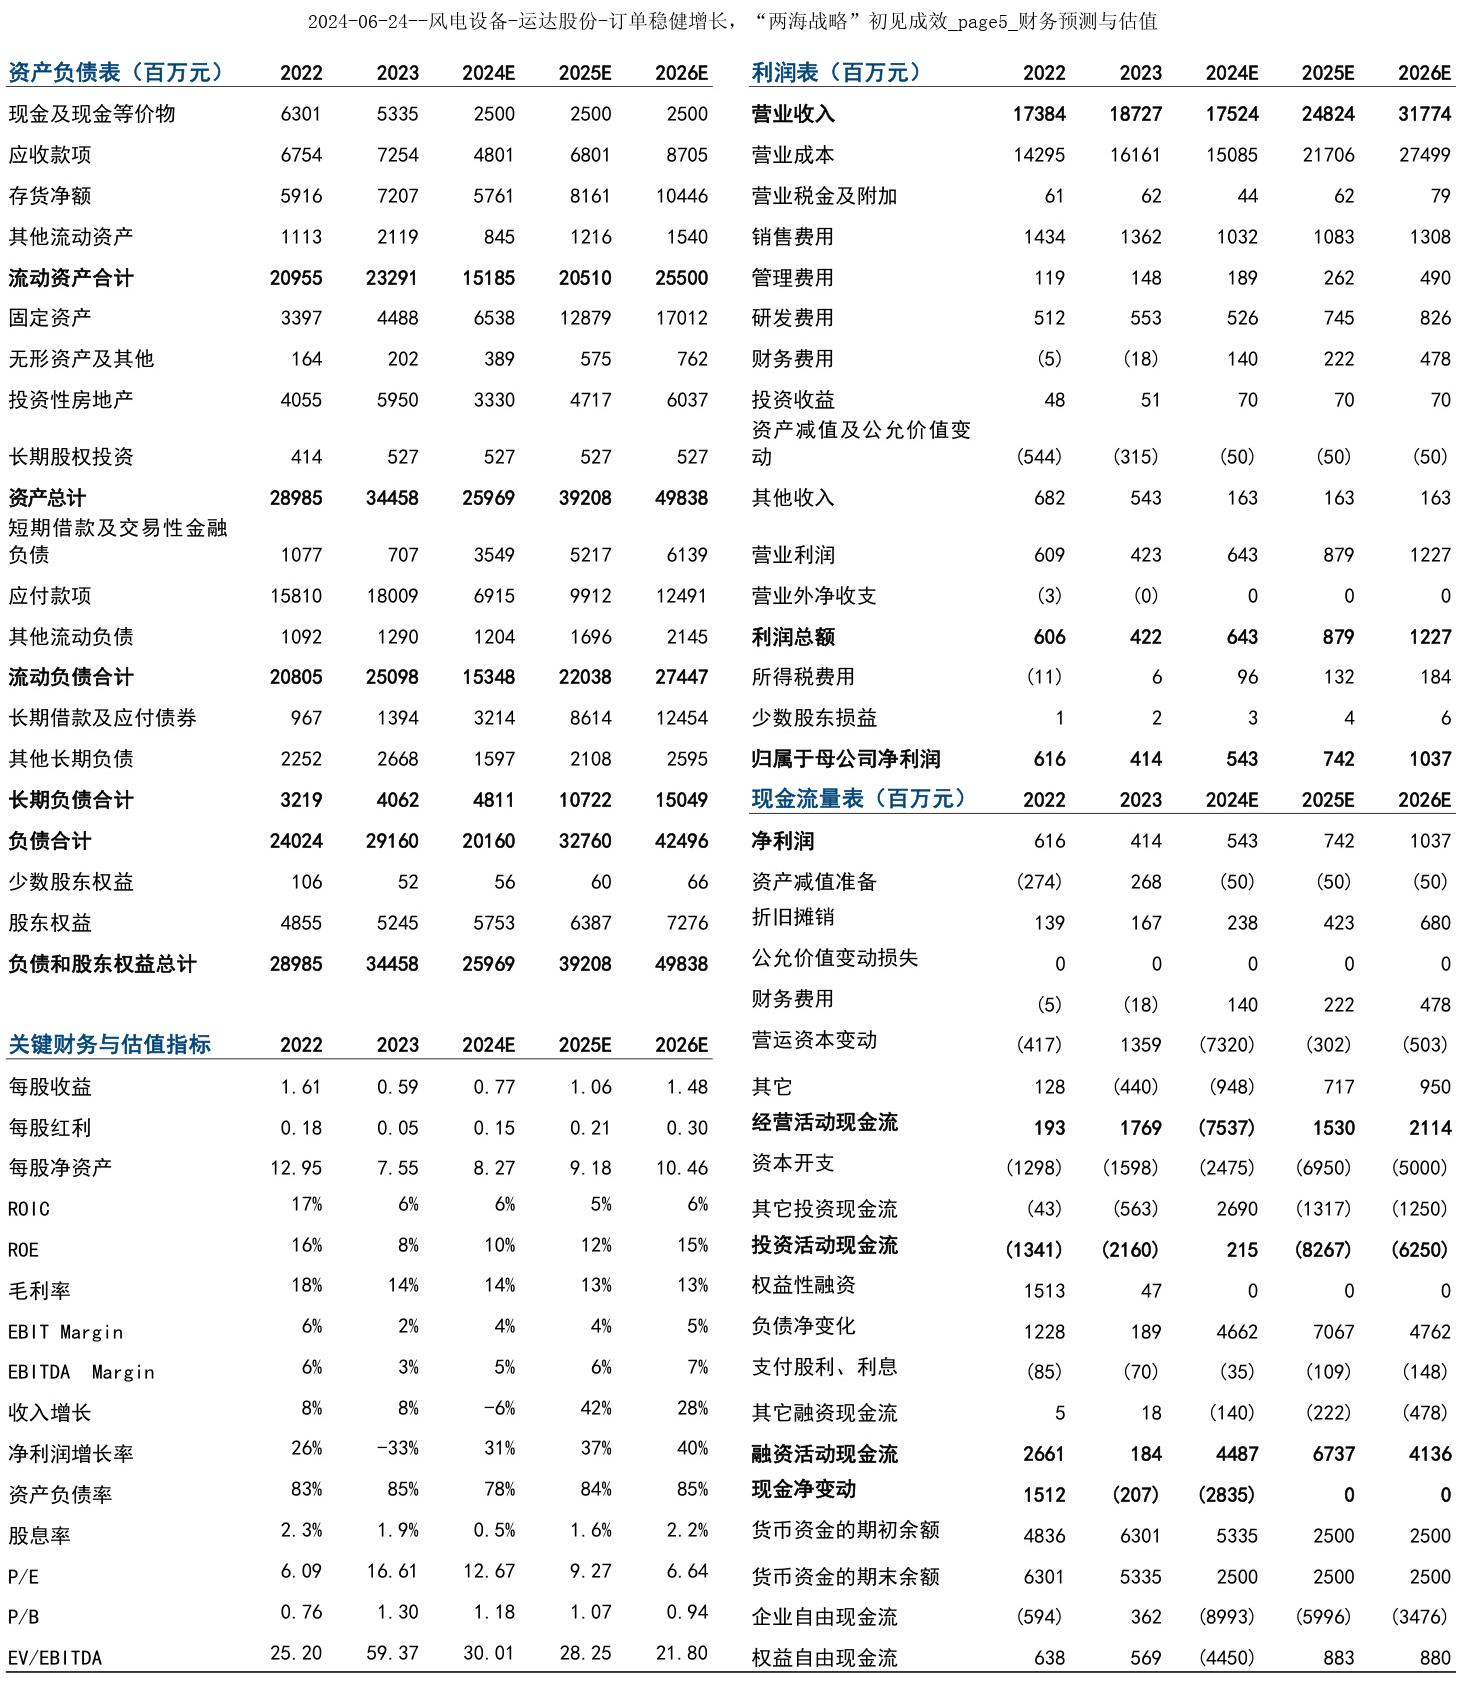 2024-06-24--风电设备-运达股份-订单稳健增长，“两海战略”初见成效_page5_财务预测与估值
资产负债表（百万元） 2022 2023 2024E 2025E 2026E
现金及现金等价物 6301 5335 2500 2500 2500
应收款项 6754 7254 4801 6801 8705
存货净额 5916 7207 5761 8161 10446
其他流动资产 1113 2119 845 1216 1540
流动资产合计 20955 23291 15185 20510 25500
固定资产 3397 4488 6538 12879 17012
无形资产及其他 164 202 389 575 762
投资性房地产 4055 5950 3330 4717 6037
长期股权投资 414 527 527 527 527
资产总计 28985 34458 25969 39208 49838
短期借款及交易性金融
负债 1077 707 3549 5217 6139
应付款项 15810 18009 6915 9912 12491
其他流动负债 1092 1290 1204 1696 2145
流动负债合计 20805 25098 15348 22038 27447
长期借款及应付债券 967 1394 3214 8614 12454
其他长期负债 2252 2668 1597 2108 2595
长期负债合计 3219 4062 4811 10722 15049
负债合计 24024 29160 20160 32760 42496
少数股东权益 106 52 56 60 66
股东权益 4855 5245 5753 6387 7276
负债和股东权益总计 28985 34458 25969 39208 49838
关键财务与估值指标 2022 2023 2024E 2025E 2026E
每股收益 1.61 0.59 0.77 1.06 1.48
每股红利 0.18 0.05 0.15 0.21 0.30
每股净资产 12.95 7.55 8.27 9.18 10.46
ROIC 17% 6% 6% 5% 6%
ROE 16% 8% 10% 12% 15%
毛利率 18% 14% 14% 13% 13%
EBIT Margin 6% 2% 4% 4% 5%
EBITDA Margin 6% 3% 5% 6% 7%
收入增长 8% 8% -6% 42% 28%
净利润增长率 26% -33% 31% 37% 40%
资产负债率 83% 85% 78% 84% 85%
股息率 2.3% 1.9% 0.5% 1.6% 2.2%
P/E 6.09 16.61 12.67 9.27 6.64
P/B 0.76 1.30 1.18 1.07 0.94
EV/EBITDA 25.20 59.37 30.01 28.25 21.80
利润表（百万元） 2022 2023 2024E 2025E 2026E
营业收入 17384 18727 17524 24824 31774
营业成本 14295 16161 15085 21706 27499
营业税金及附加 61 62 44 62 79
销售费用 1434 1362 1032 1083 1308
管理费用 119 148 189 262 490
研发费用 512 553 526 745 826
财务费用 (5) (18) 140 222 478
投资收益 48 51 70 70 70
资产减值及公允价值变
动 (544) (315) (50) (50) (50)
其他收入 682 543 163 163 163
营业利润 609 423 643 879 1227
营业外净收支 (3) (0) 0 0 0
利润总额 606 422 643 879 1227
所得税费用 (11) 6 96 132 184
少数股东损益 1 2 3 4 6
归属于母公司净利润 616 414 543 742 1037
现金流量表（百万元） 2022 2023 2024E 2025E 2026E
净利润 616 414 543 742 1037
资产减值准备 (274) 268 (50) (50) (50)
折旧摊销 139 167 238 423 680
公允价值变动损失 0 0 0 0 0
财务费用 (5) (18) 140 222 478
营运资本变动 (417) 1359 (7320) (302) (503)
其它 128 (440) (948) 717 950
经营活动现金流 193 1769 (7537) 1530 2114
资本开支 (1298) (1598) (2475) (6950) (5000)
其它投资现金流 (43) (563) 2690 (1317) (1250)
投资活动现金流 (1341) (2160) 215 (8267) (6250)
权益性融资 1513 47 0 0 0
负债净变化 1228 189 4662 7067 4762
支付股利、利息 (85) (70) (35) (109) (148)
其它融资现金流 5 18 (140) (222) (478)
融资活动现金流 2661 184 4487 6737 4136
现金净变动 1512 (207) (2835) 0 0
货币资金的期初余额 4836 6301 5335 2500 2500
货币资金的期末余额 6301 5335 2500 2500 2500
企业自由现金流 (594) 362 (8993) (5996) (3476)
权益自由现金流 638 569 (4450) 883 880